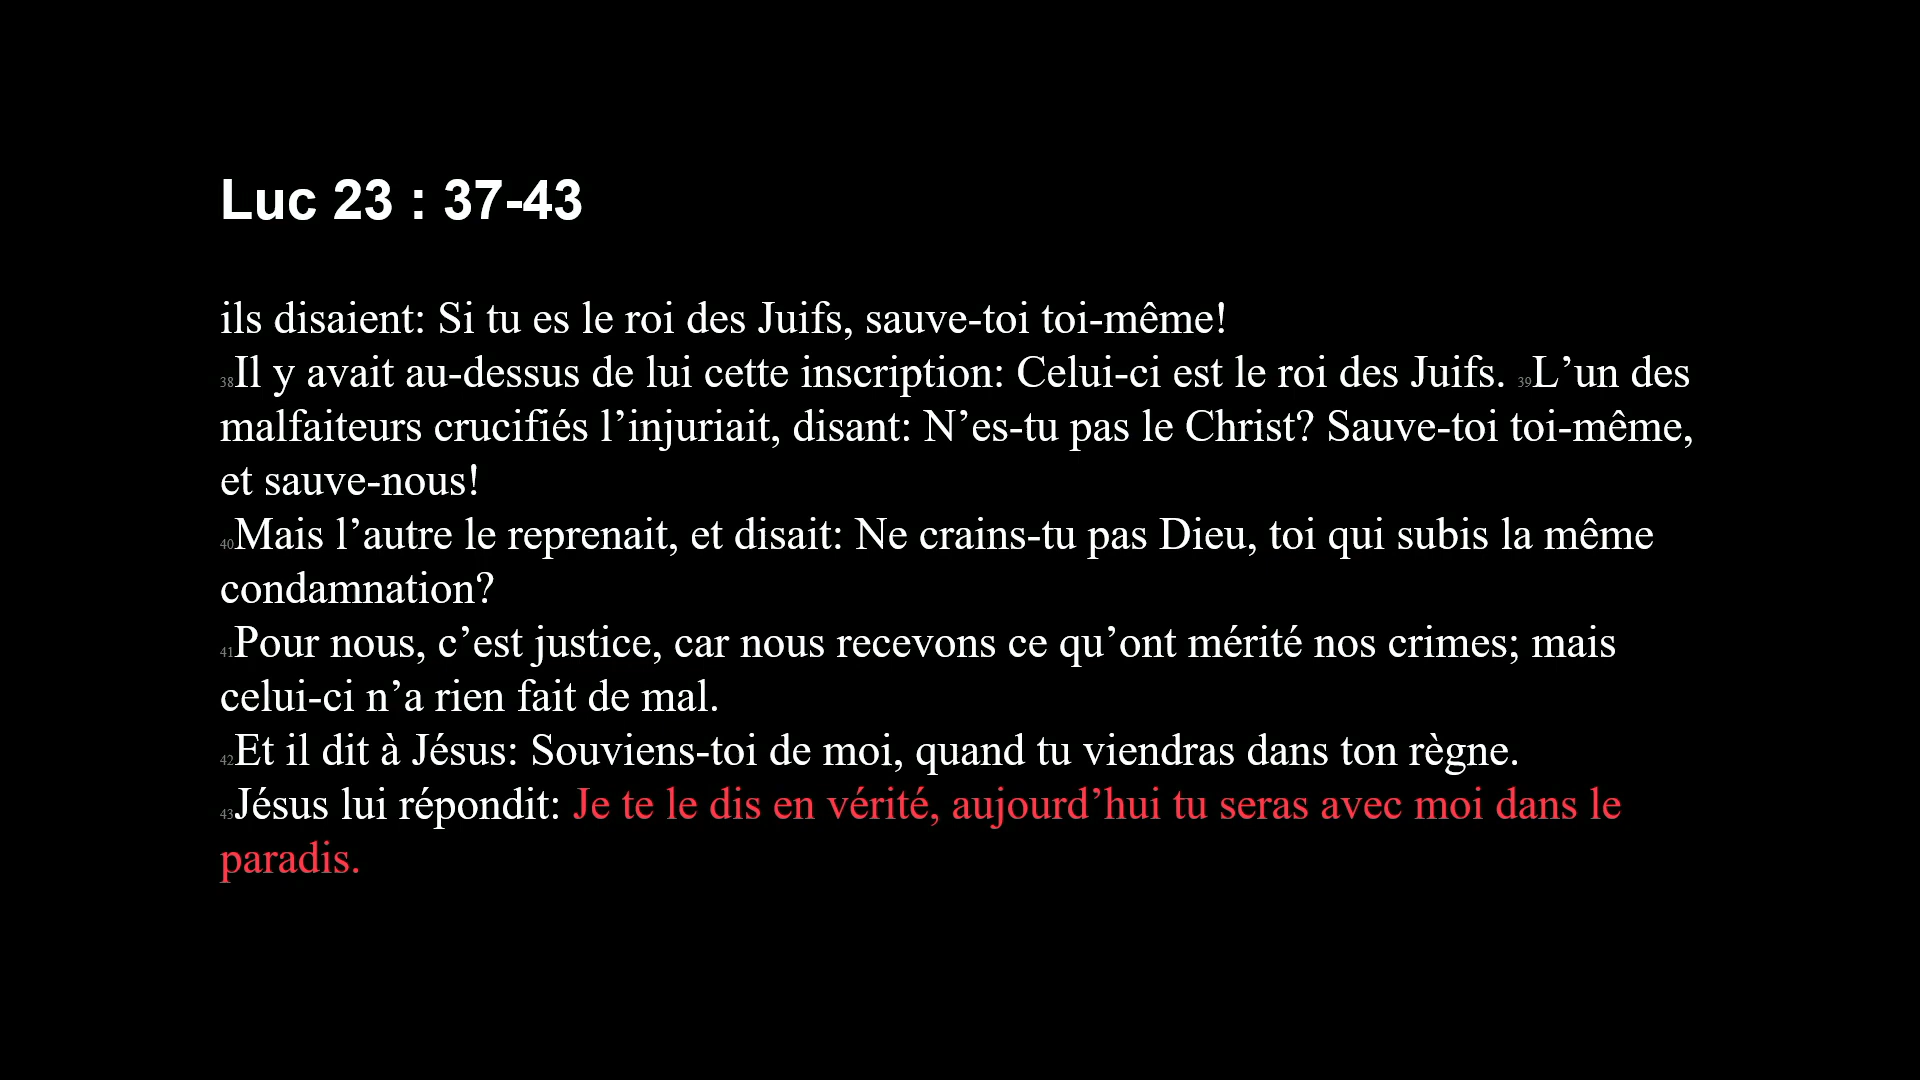 Luc 23 : 37-43
ils disaient: Si tu es le roi des Juifs, sauve-toi toi-même!
38Il y avait au-dessus de lui cette inscription: Celui-ci est le roi des Juifs. 39L’un des
malfaiteurs crucifiés l’injuriait, disant: N’es-tu pas le Christ? Sauve-toi toi-même,
et sauve-nous!
40Mais l’autre le reprenait, et disait: Ne crains-tu pas Dieu, toi qui subis la même
condamnation?
41Pour nous, c’est justice, car nous recevons ce qu’ont mérité nos crimes; mais
celui-ci n’a rien fait de mal.
42Et il dit à Jésus: Souviens-toi de moi, quand tu viendras dans ton règne.
43Jésus lui répondit: Je te le dis en vérité, aujourd’hui tu seras avec moi dans le
paradis.